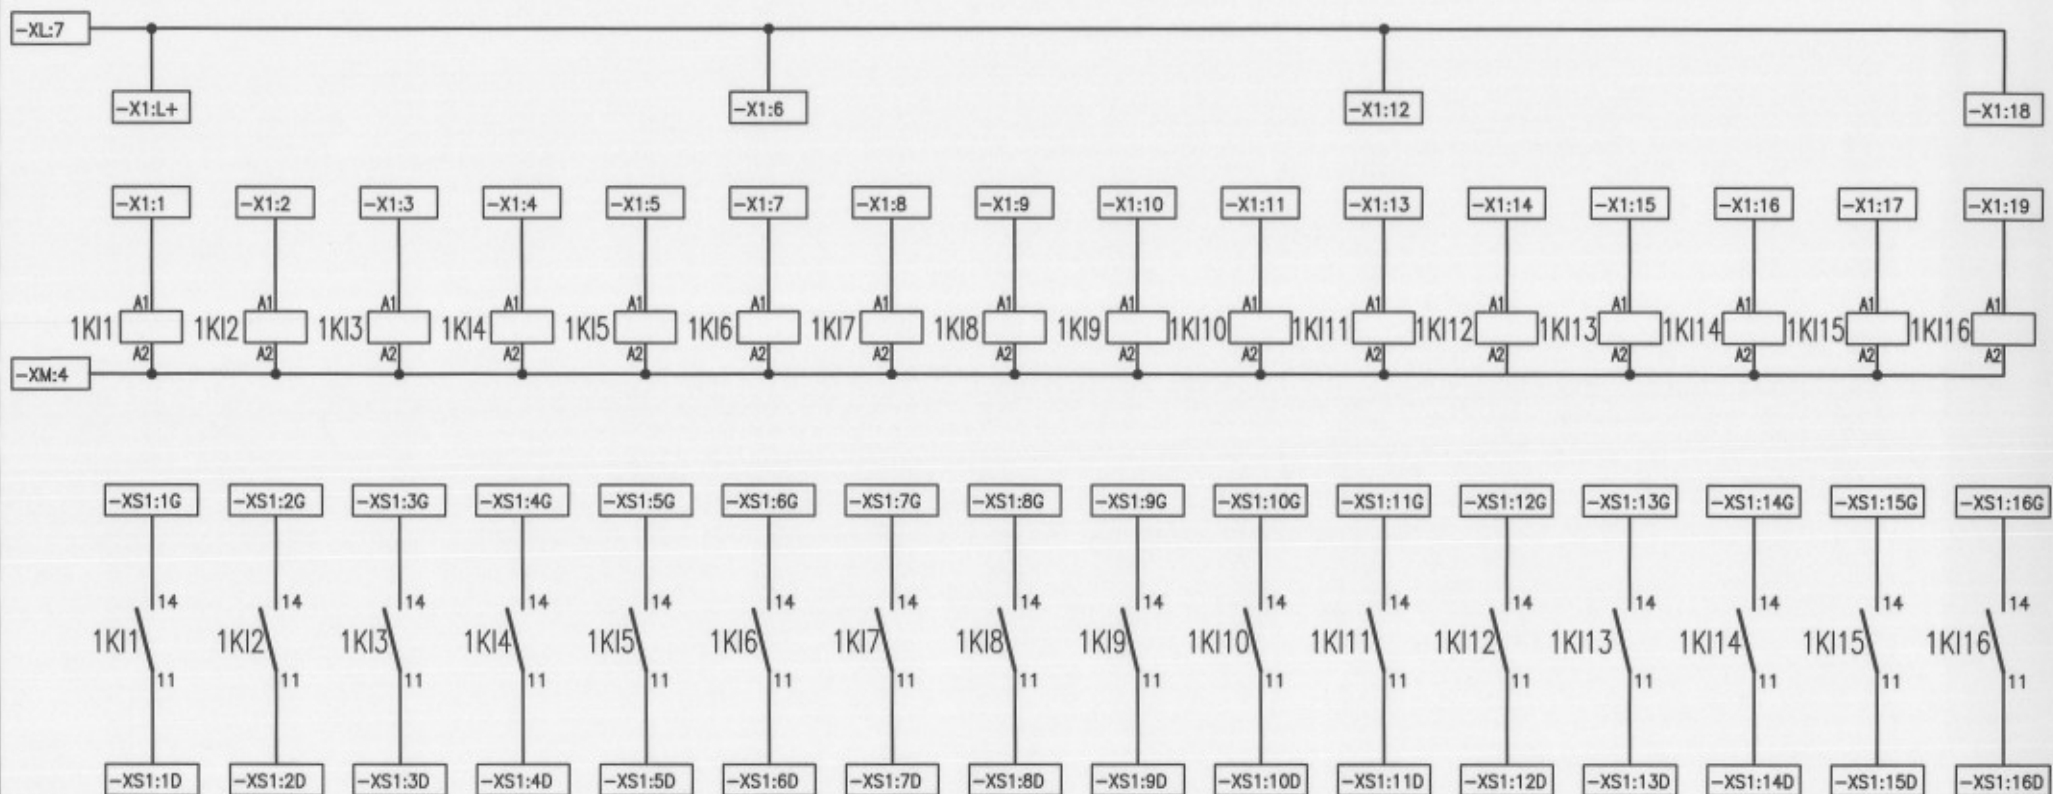 -XL:7
-X1:L+ -X1:6 -X1:12 -X1:18
-X1:1 -X1:2 -X1:3 -X1:4 -X1:5 -X1:7 -X1:8 -X1:9 -X1:10 -X1:11 -X1:13 -X1:14 -X1:15 -X1:16 -X1:17 -X1:19
A1 A1 A1 A1 A1 A1 A1 A1 A1 A1 A1 A1 A1 A1 A1 A1
1KI1 1KI2 1KI3 1KI4 1KI5 1KI6 1KI7 1KI8 1KI9 1KI10 1KI11 1KI12 1KI13 1KI14 1KI15 1KI16
A2 A2 A2 A2 A2 A2 A2 A2 A2 A2 A2 A2 A2 A2 A2 A2
-XM:4
-XS1:1G -XS1:2G -XS1:3G -XS1:4G -XS1:5G -XS1:6G -XS1:7G -XS1:8G -XS1:9G -XS1:10G -XS1:11G -XS1:12G -XS1:13G -XS1:14G -XS1:15G -XS1:16G
14 14 14 14 14 14 14 14 14 14 14 14 14 14 14 14
1KI1 1KI2 1KI3 1KI4 1KI5 1KI6 1KI7 1KI8 1KI9 1KI10 1KI11 1KI12 1KI13 1KI14 1KI15 1KI16
11 11 11 11 11 11 11 11 11 11 11 11 11 11 11 11
-XS1:1D -XS1:2D -XS1:3D -XS1:4D -XS1:5D -XS1:6D -XS1:7D -XS1:8D -XS1:9D -XS1:10D -XS1:11D -XS1:12D -XS1:13D -XS1:14D -XS1:15D -XS1:16D